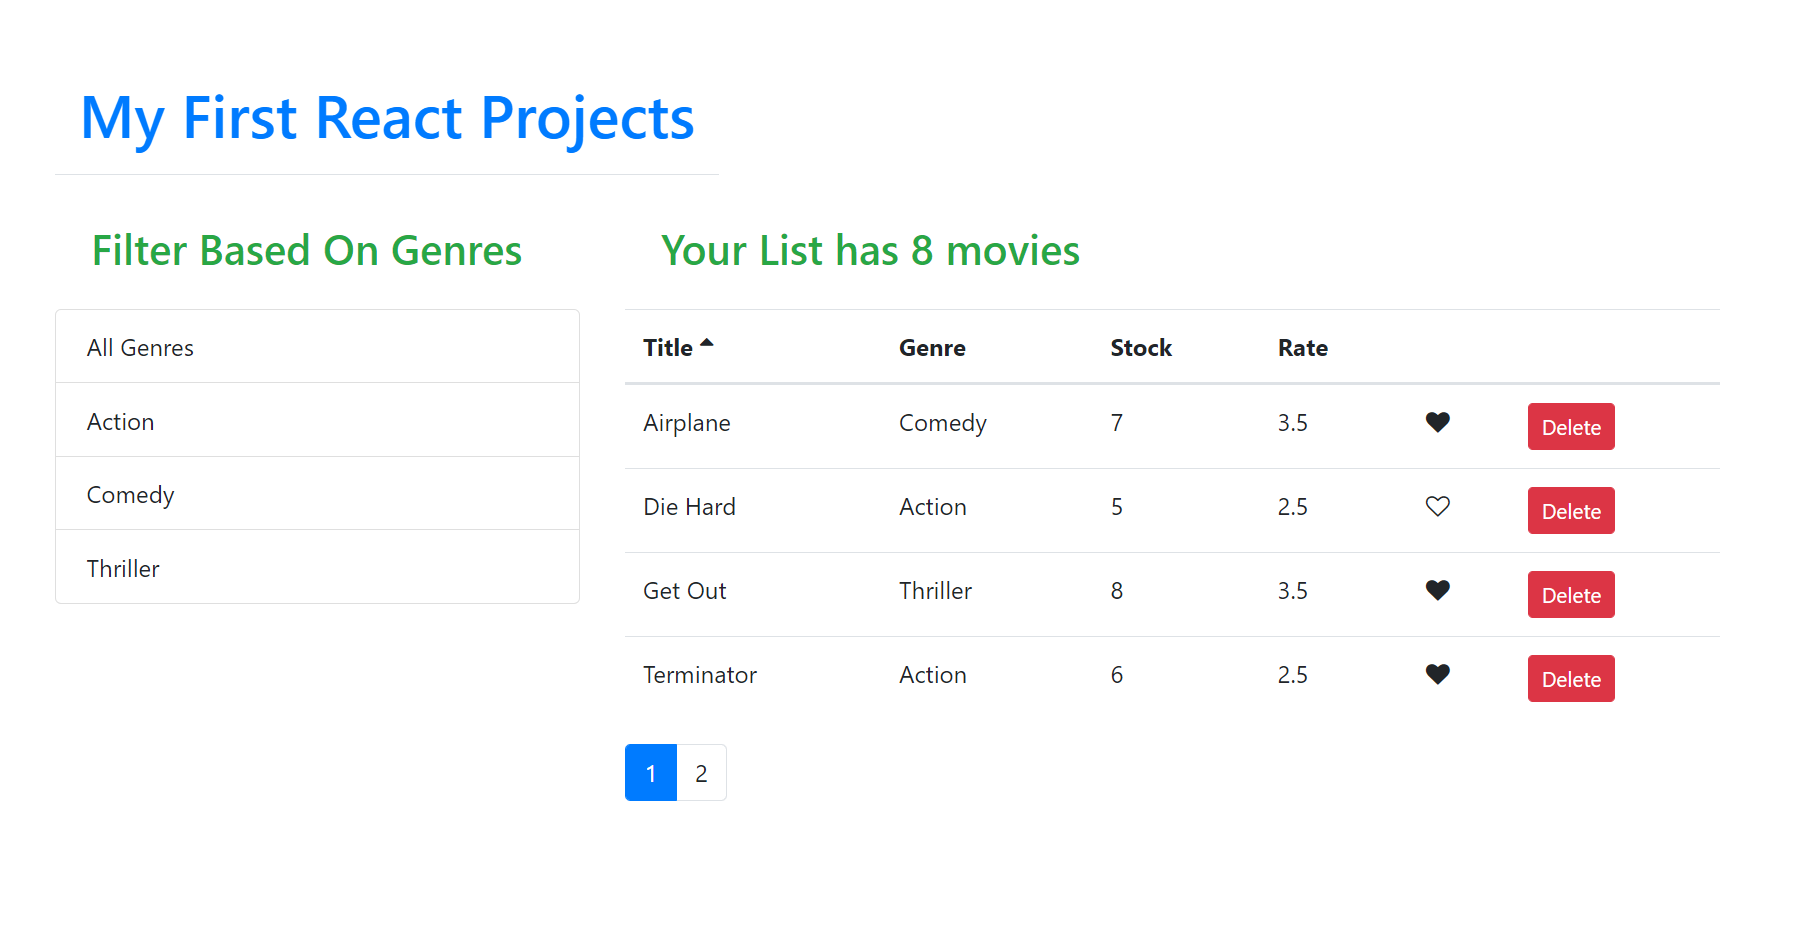 My First React Projects
Filter Based On Genres
All Genres
Action
Comedy
Thriller
Your List has 8 movies
Title Genre Stock Rate
Airplane Comedy 7 3.5 Delete
Die Hard Action 5 2.5 Delete
Get Out Thriller 8 3.5 Delete
Terminator Action 6 2.5 Delete
1 2